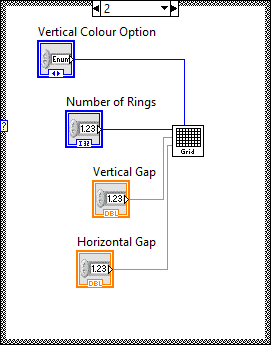 2
Vertical Colour Option
Enum
Number of Rings
1.23
I32
Grid
Vertical Gap
1.23
DBL
Horizontal Gap
1.23
DBL
?